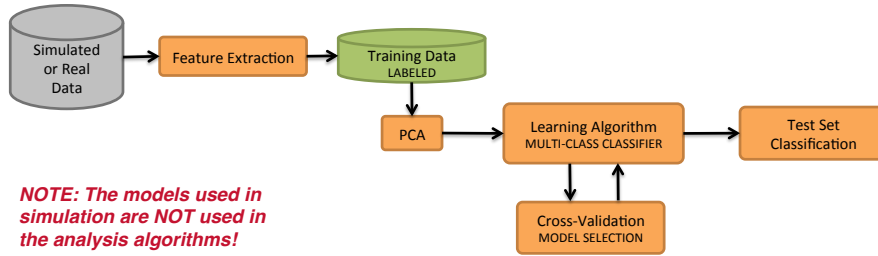 Simulated
or Real
Data
Feature Extraction
Training Data
LABELED
PCA
Learning Algorithm
MULTI-CLASS CLASSIFIER
Test Set
Classification
Cross-Validation
MODEL SELECTION
NOTE: The models used in
simulation are NOT used in
the analysis algorithms!